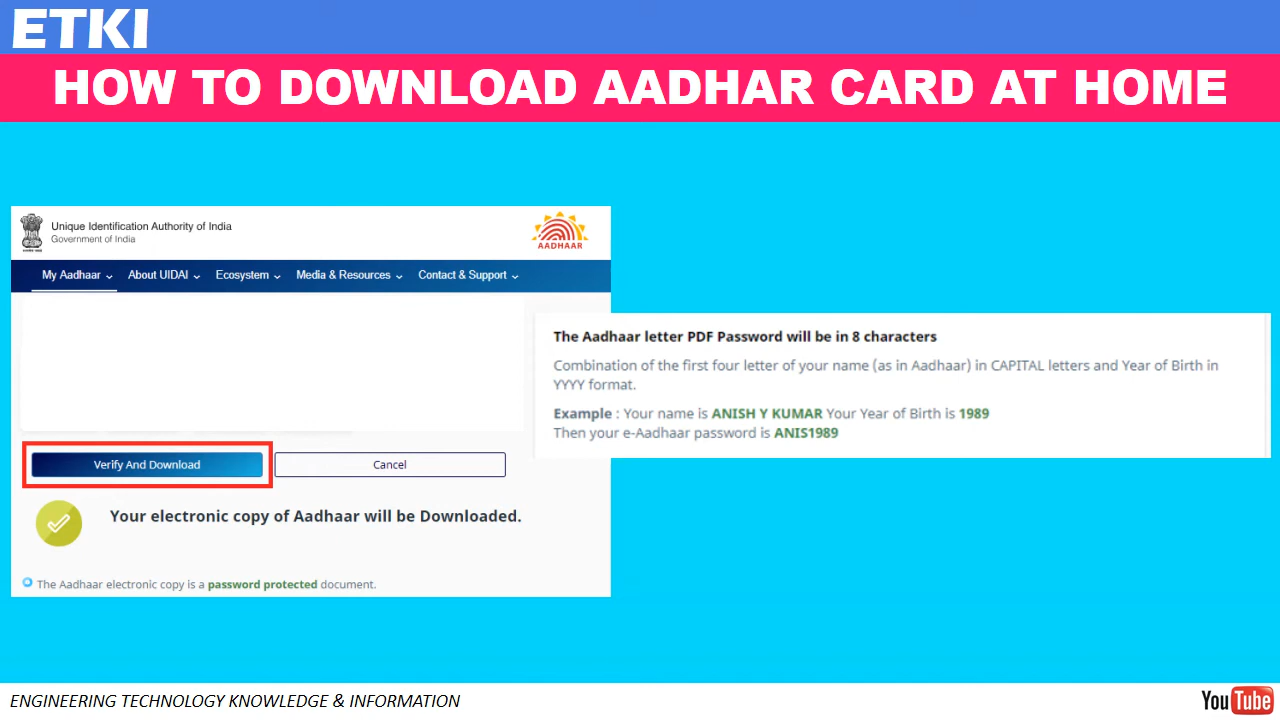 ETKI
HOW TO DOWNLOAD AADHAR CARD AT HOME
Unique Identification Authority of India
Government of India
AADHAAR
My Aadhaar About UIDAI Ecosystem Media & Resources Contact & Support
The Aadhaar letter PDF Password will be in 8 characters
Combination of the first four letter of your name (as in Aadhaar) in CAPITAL letters and Year of Birth in
YYYY format.
Example : Your name is ANISH Y KUMAR Your Year of Birth is 1989
Then your e-Aadhaar password is ANIS1989
Verify And Download Cancel
Your electronic copy of Aadhaar will be Downloaded.
The Aadhaar electronic copy is a password protected document.
ENGINEERING TECHNOLOGY KNOWLEDGE & INFORMATION
YouTube